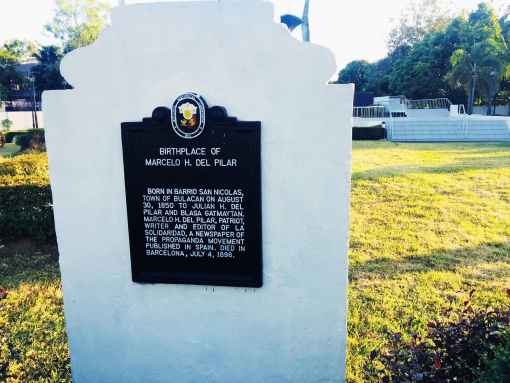 BIRTHPLACE OF
MARCELO H. DEL PILAR
BORN IN BARRIO SAN NICOLAS,
TOWN OF BULACAN ON AUGUST
30, 1850 TO JULIAN H. DEL
PILAR AND BLASA GATMAYTAN.
MARCELO H. DEL PILAR, PATRIOT,
WRITER AND EDITOR OF LA
SOLIDARIDAD, A NEWSPAPER OF
THE PROPAGANDA MOVEMENT
PUBLISHED IN SPAIN. DIED IN
BARCELONA, JULY 4, 1896.